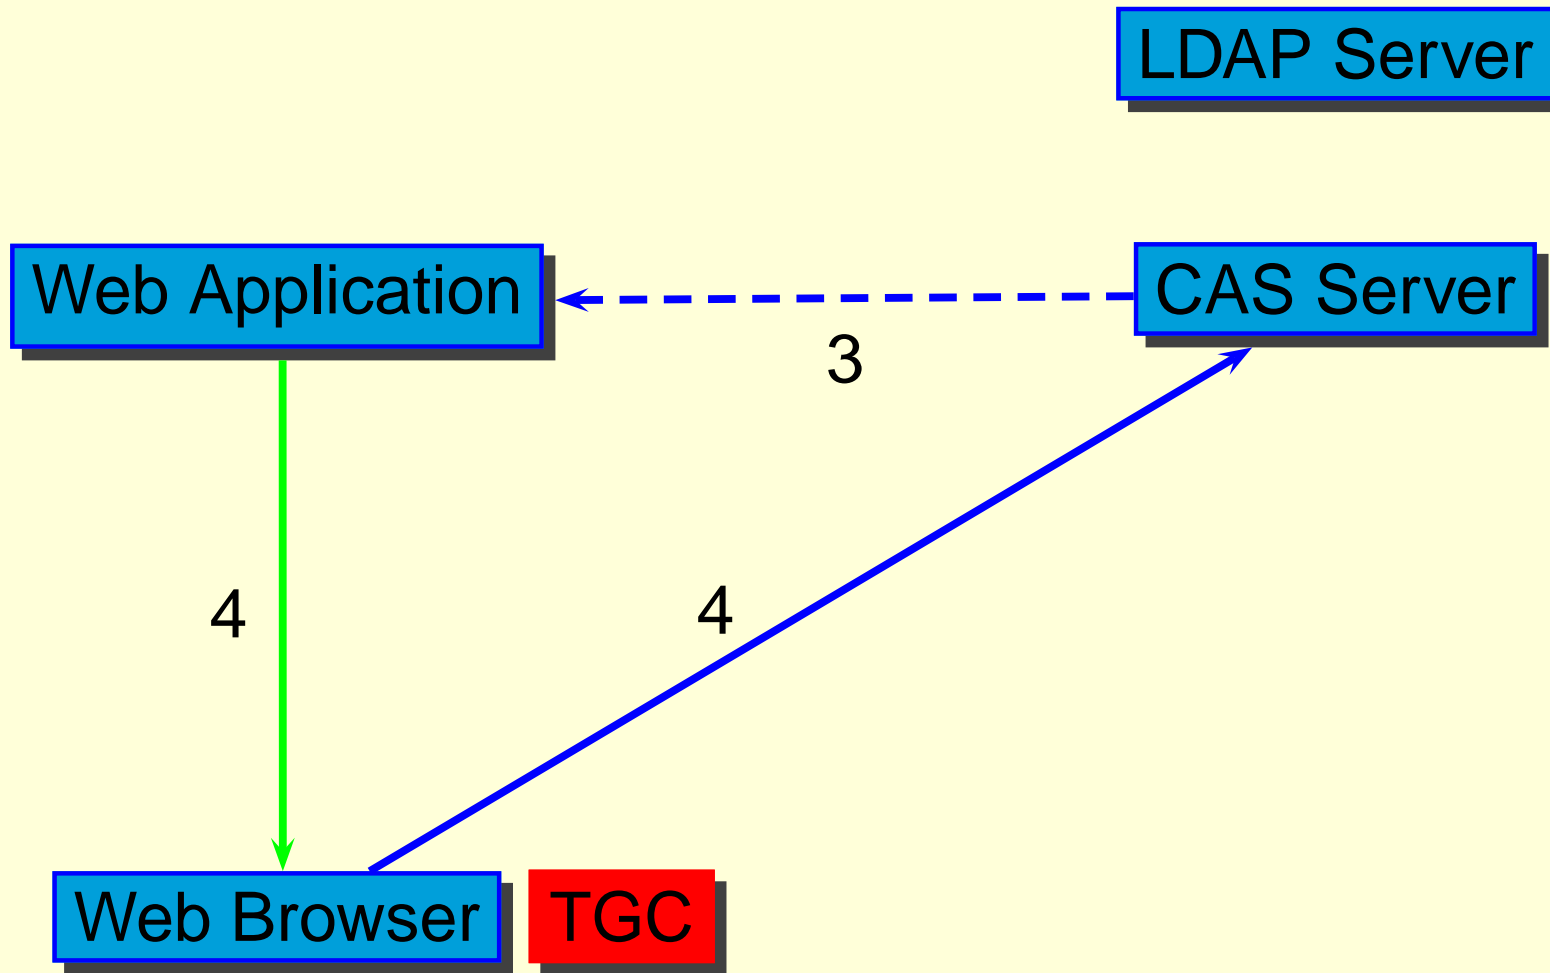 LDAP Server
Web Application
CAS Server
3
4
4
Web Browser
TGC